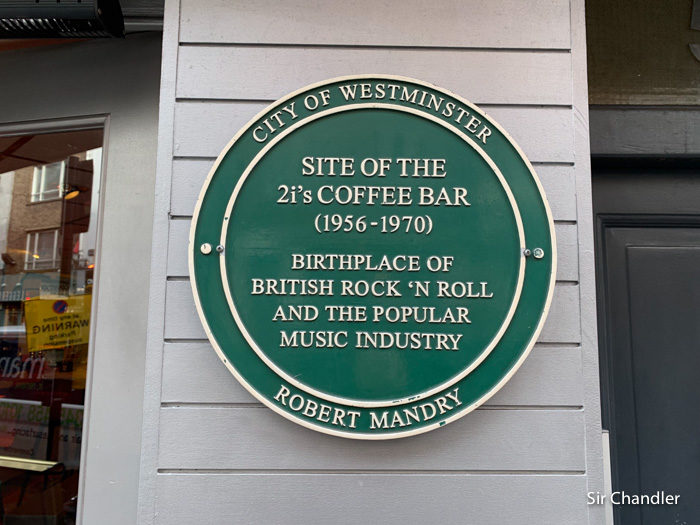 CITY OF WESTMINSTER
SITE OF THE
2i's COFFEE BAR
(1956-1970)
BIRTHPLACE OF
BRITISH ROCK 'N ROLL
AND THE POPULAR
MUSIC INDUSTRY
ROBERT MANDRY
WARNING
Sir Chandler